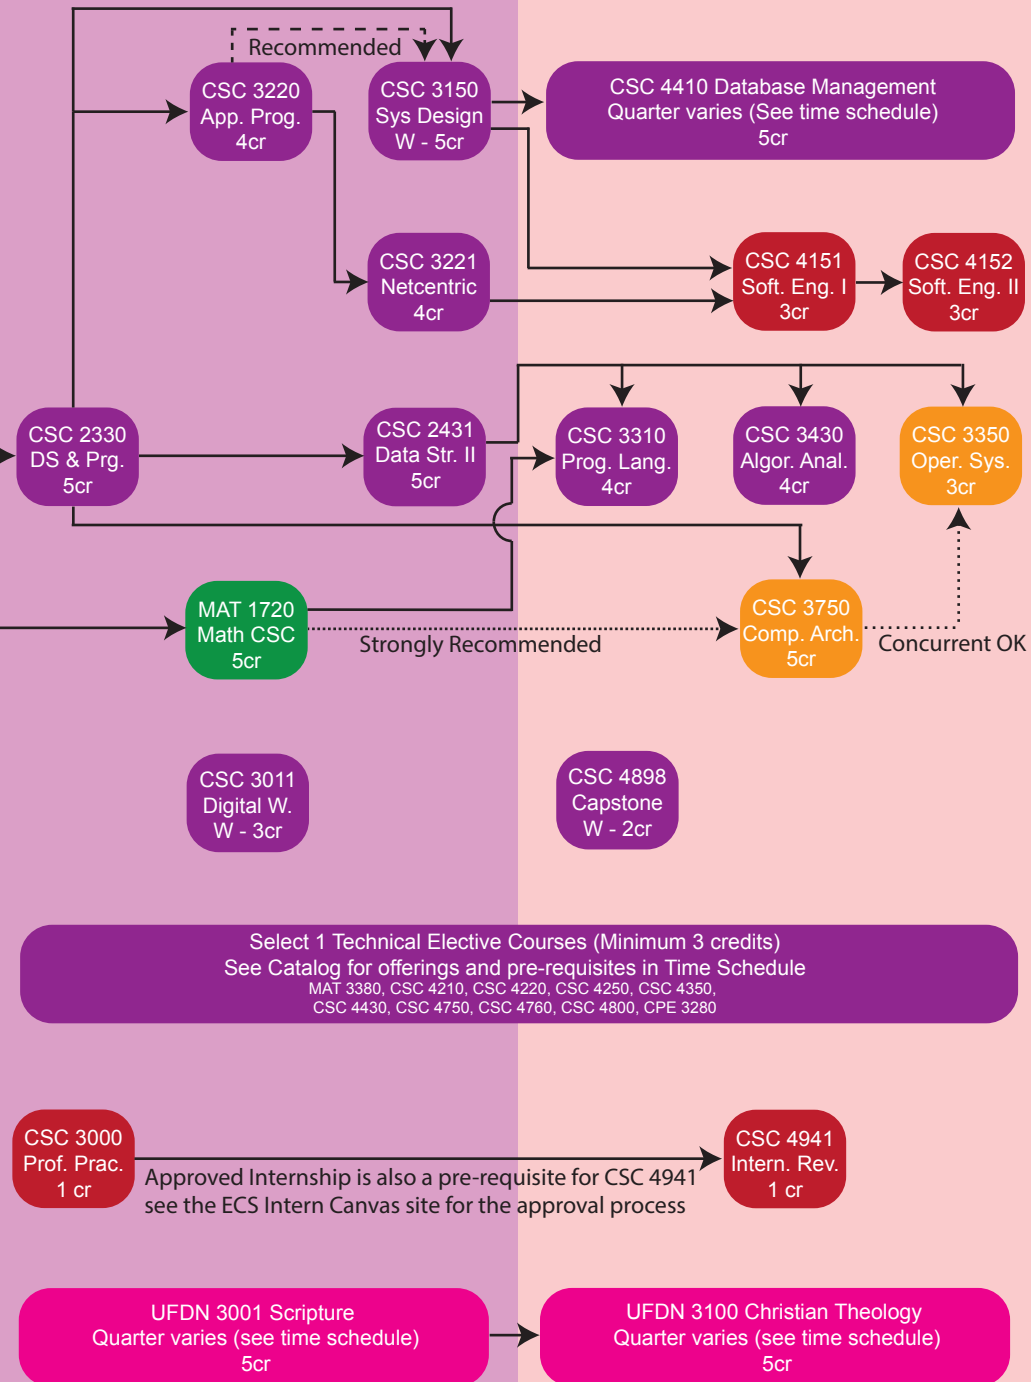 Recommended
CSC 3220
App. Prog.
4cr
CSC 3150
Sys Design
W - 5cr
CSC 4410 Database Management
Quarter varies (See time schedule)
5cr
CSC 3221
Netcentric
4cr
CSC 4151
Soft. Eng. I
3cr
CSC 4152
Soft. Eng. II
3cr
CSC 2330
DS & Prg.
5cr
CSC 2431
Data Str. II
5cr
CSC 3310
Prog. Lang.
4cr
CSC 3430
Algor. Anal.
4cr
CSC 3350
Oper. Sys.
3cr
MAT 1720
Math CSC
5cr
Strongly Recommended
CSC 3750
Comp. Arch.
5cr
Concurrent OK
CSC 3011
Digital W.
W - 3cr
CSC 4898
Capstone
W - 2cr
Select 1 Technical Elective Courses (Minimum 3 credits)
See Catalog for offerings and pre-requisites in Time Schedule
MAT 3380, CSC 4210, CSC 4220, CSC 4250, CSC 4350,
CSC 4430, CSC 4750, CSC 4760, CSC 4800, CPE 3280
CSC 3000
Prof. Prac.
1 cr
Approved Internship is also a pre-requisite for CSC 4941
see the ECS Intern Canvas site for the approval process
CSC 4941
Intern. Rev.
1 cr
UFDN 3001 Scripture
Quarter varies (see time schedule)
5cr
UFDN 3100 Christian Theology
Quarter varies (see time schedule)
5cr